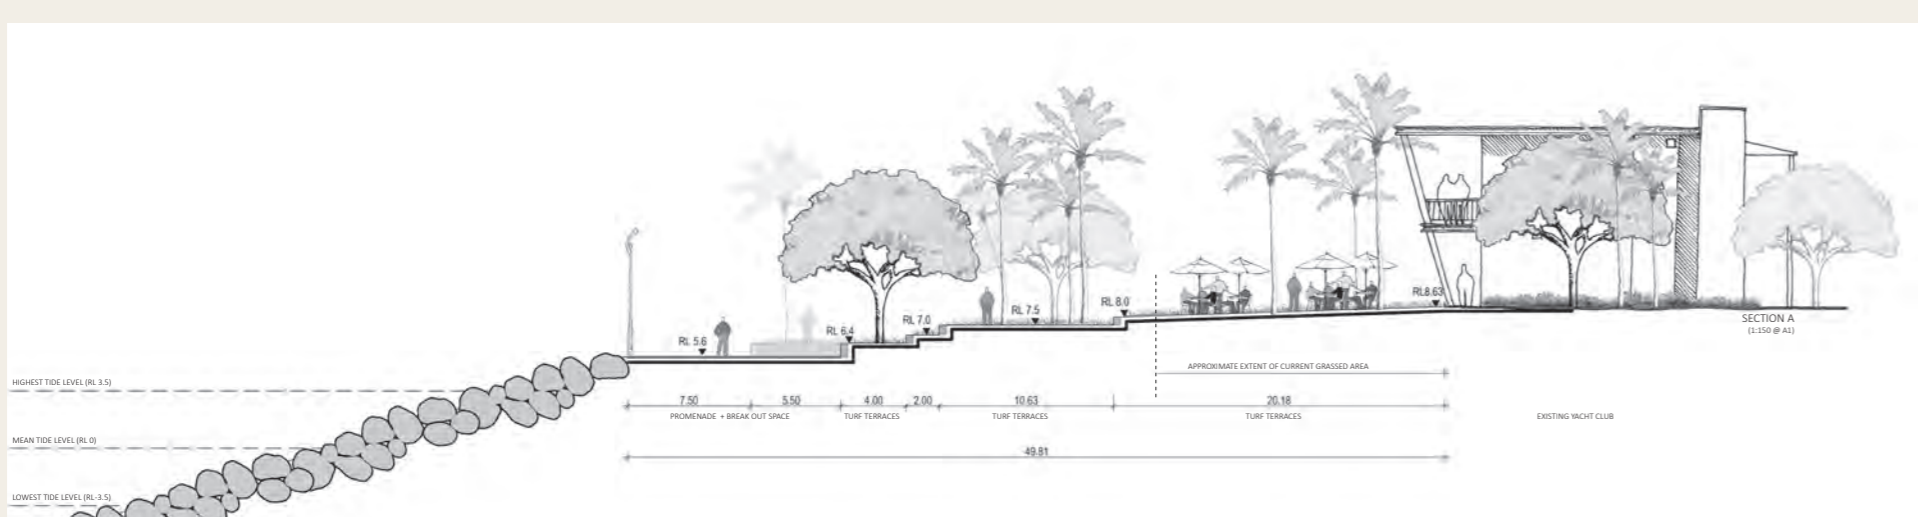 RL 5.6
RL 6.4
RL 7.0
RL 7.5
RL 8.0
RL8.63
SECTION A
(1:150 @ A1)
HIGHEST TIDE LEVEL (RL 3.5)
MEAN TIDE LEVEL (RL 0)
LOWEST TIDE LEVEL (RL-3.5)
APPROXIMATE EXTENT OF CURRENT GRASSED AREA
7.50 5.50 4.00 2.00 10.63 20.18
PROMENADE + BREAK OUT SPACE TURF TERRACES TURF TERRACES TURF TERRACES EXISTING YACHT CLUB
49.81